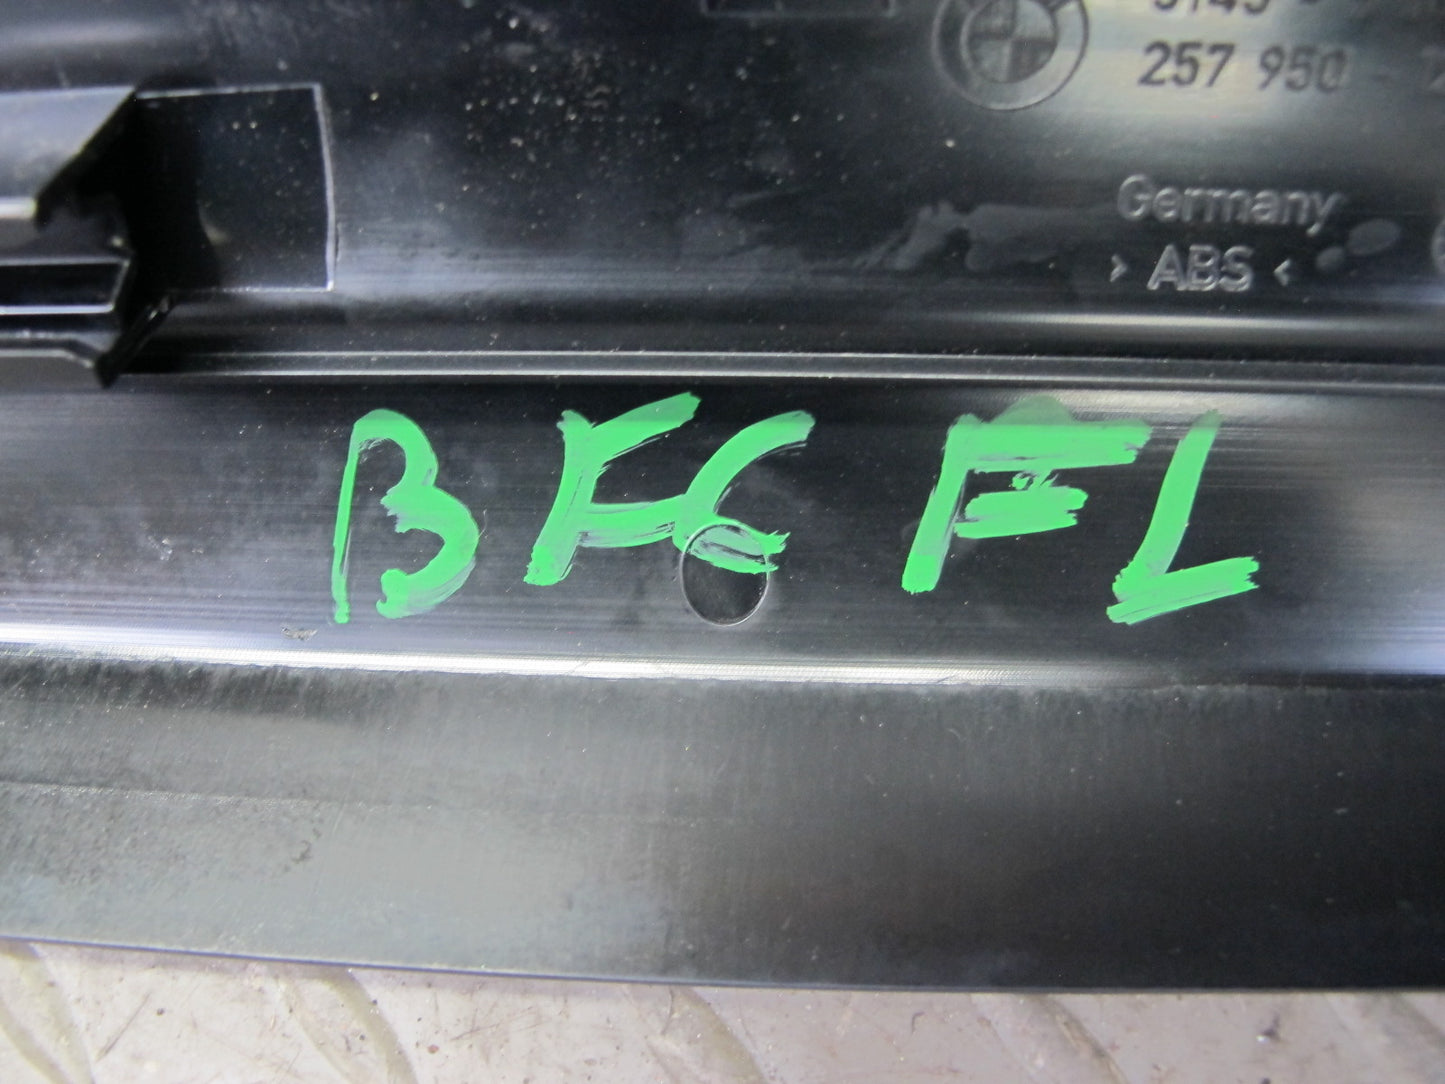 257 950
Germany
> ABS <
BFC FL